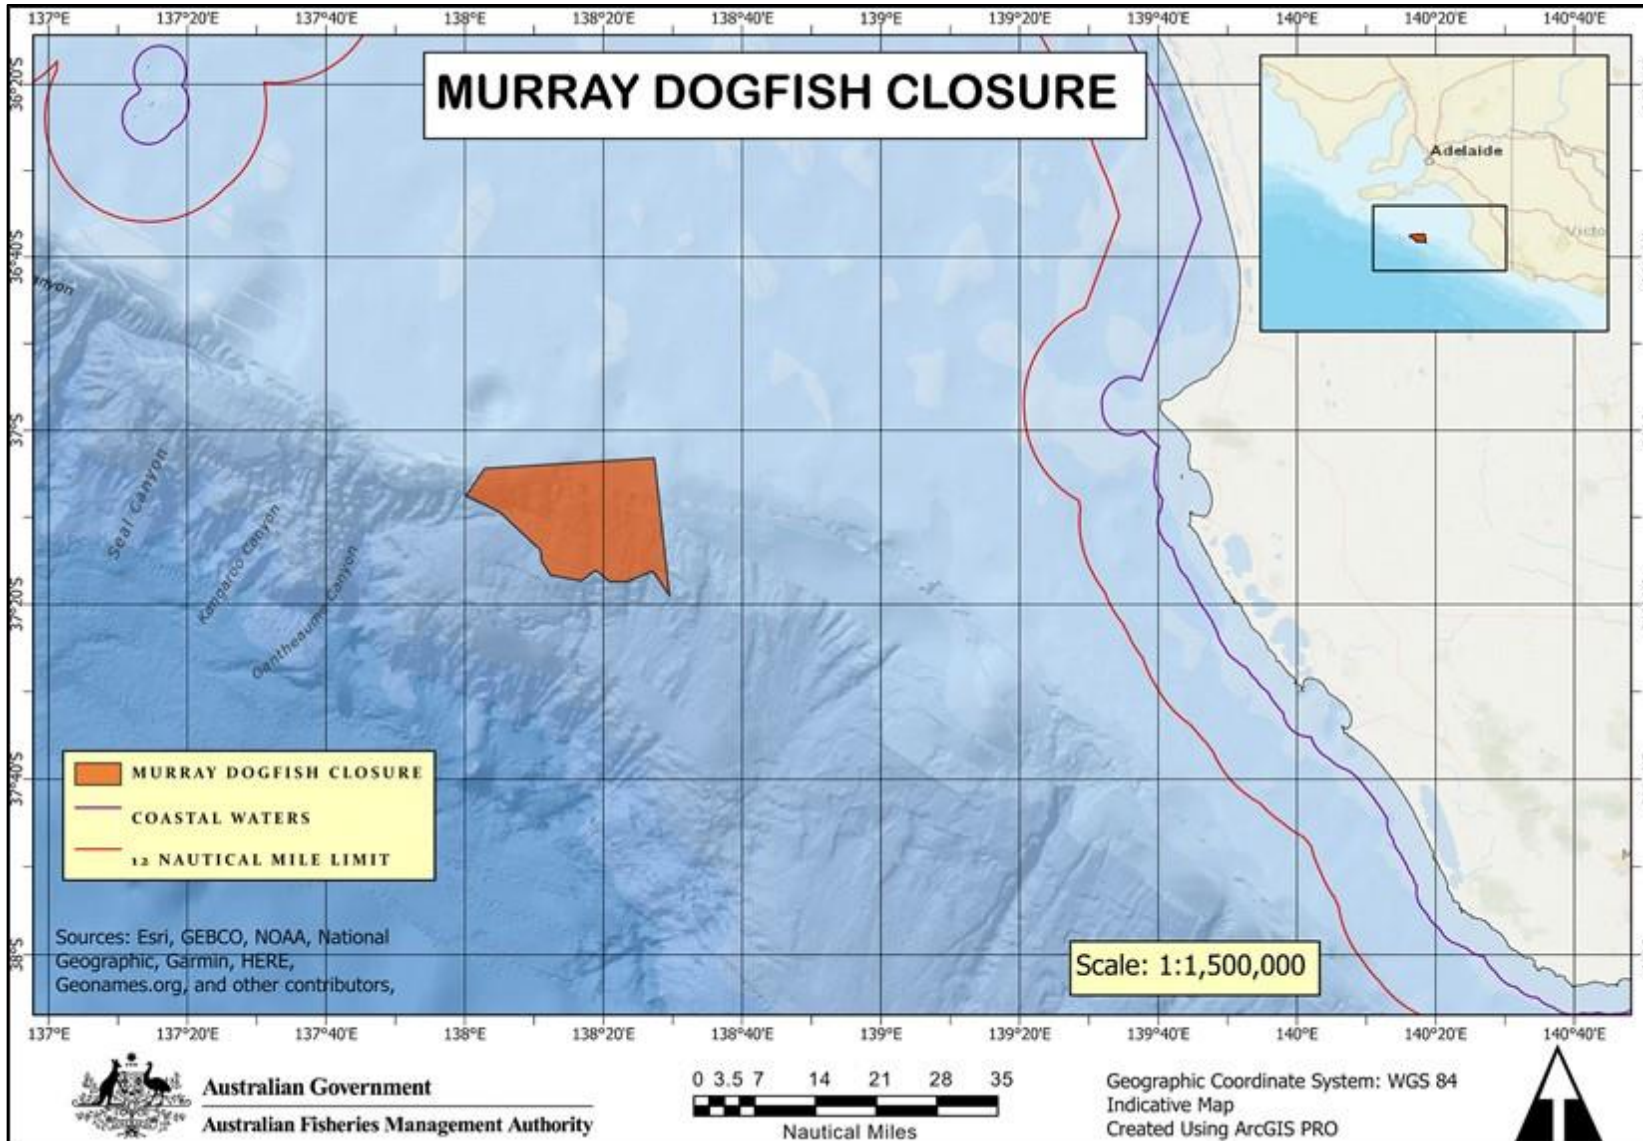 137°E 137°20'E 137°40'E 138°E 138°20'E 138°40'E 139°E 139°20'E 139°40'E 140°E 140°20'E 140°40'E
MURRAY DOGFISH CLOSURE
Adelaide
Victo
36°20'S
36°40'S
anyon
37°S
Seal Canyon
Kangaroo Canyon
Gantheaume Canyon
37°20'S
37°40'S
MURRAY DOGFISH CLOSURE
COASTAL WATERS
12 NAUTICAL MILE LIMIT
M
38°S
Sources: Esri, GEBCO, NOAA, National
Geographic, Garmin, HERE,
Geonames.org, and other contributors,
Scale: 1:1,500,000
137°E 137°20'E 137°40'E 138°E 138°20'E 138°40'E 139°E 139°20'E 139°40'E 140°E 140°20'E 140°40'E
Australian Government
Australian Fisheries Management Authority
0 3.5 7 14 21 28 35
Nautical Miles
Geographic Coordinate System: WGS 84
Indicative Map
Created Using ArcGIS PRO